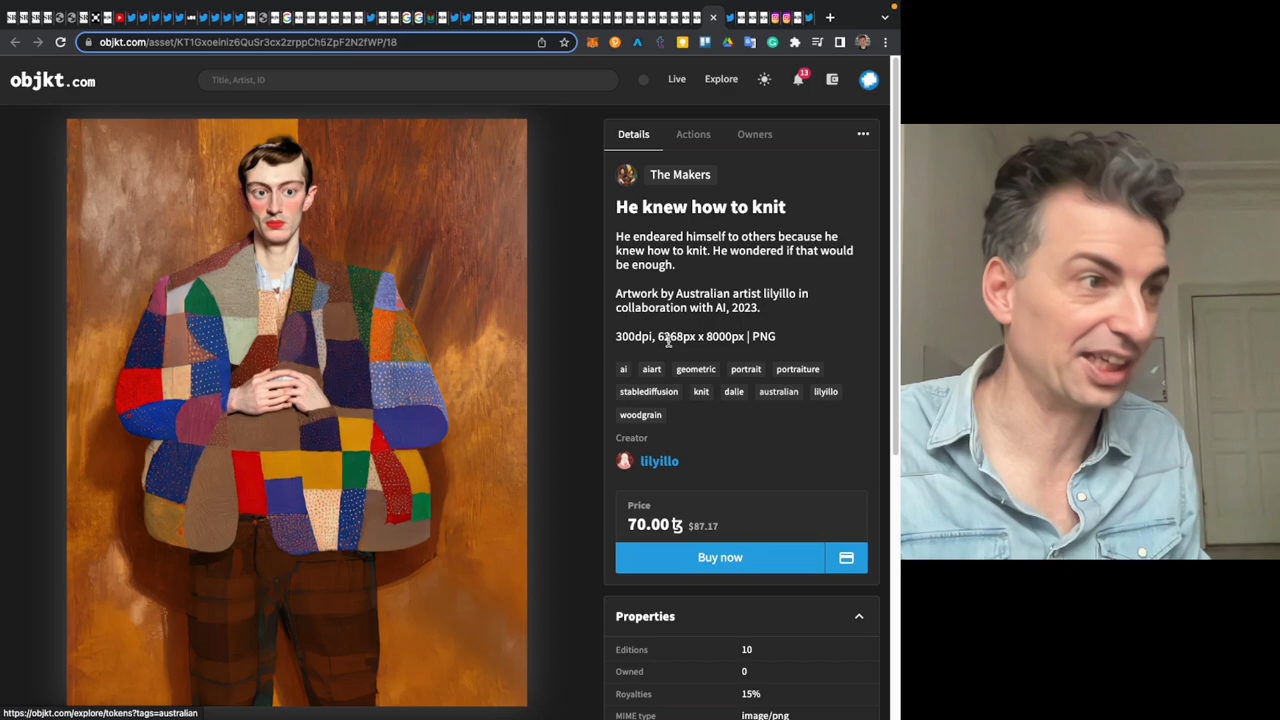 objkt.com/asset/KT1Gxoeiniz6QuSr3cx2zrppCh5ZpF2N2fWP/18
objkt.com
Title, Artist, ID
Live
Explore
13
Details
Actions
Owners
The Makers
He knew how to knit
He endeared himself to others because he
knew how to knit. He wondered if that would
be enough.
Artwork by Australian artist lilyillo in
collaboration with AI, 2023.
300dpi, 6268px x 8000px | PNG
ai aiart geometric portrait portraiture
stablediffusion knit dalle australian lilyillo
woodgrain
Creator
lilyillo
Price
70.00 $87.17
Buy now
Properties
Editions 10
Owned 0
Royalties 15%
MIME type image/png
https://objkt.com/explore/tokens?tags=australian